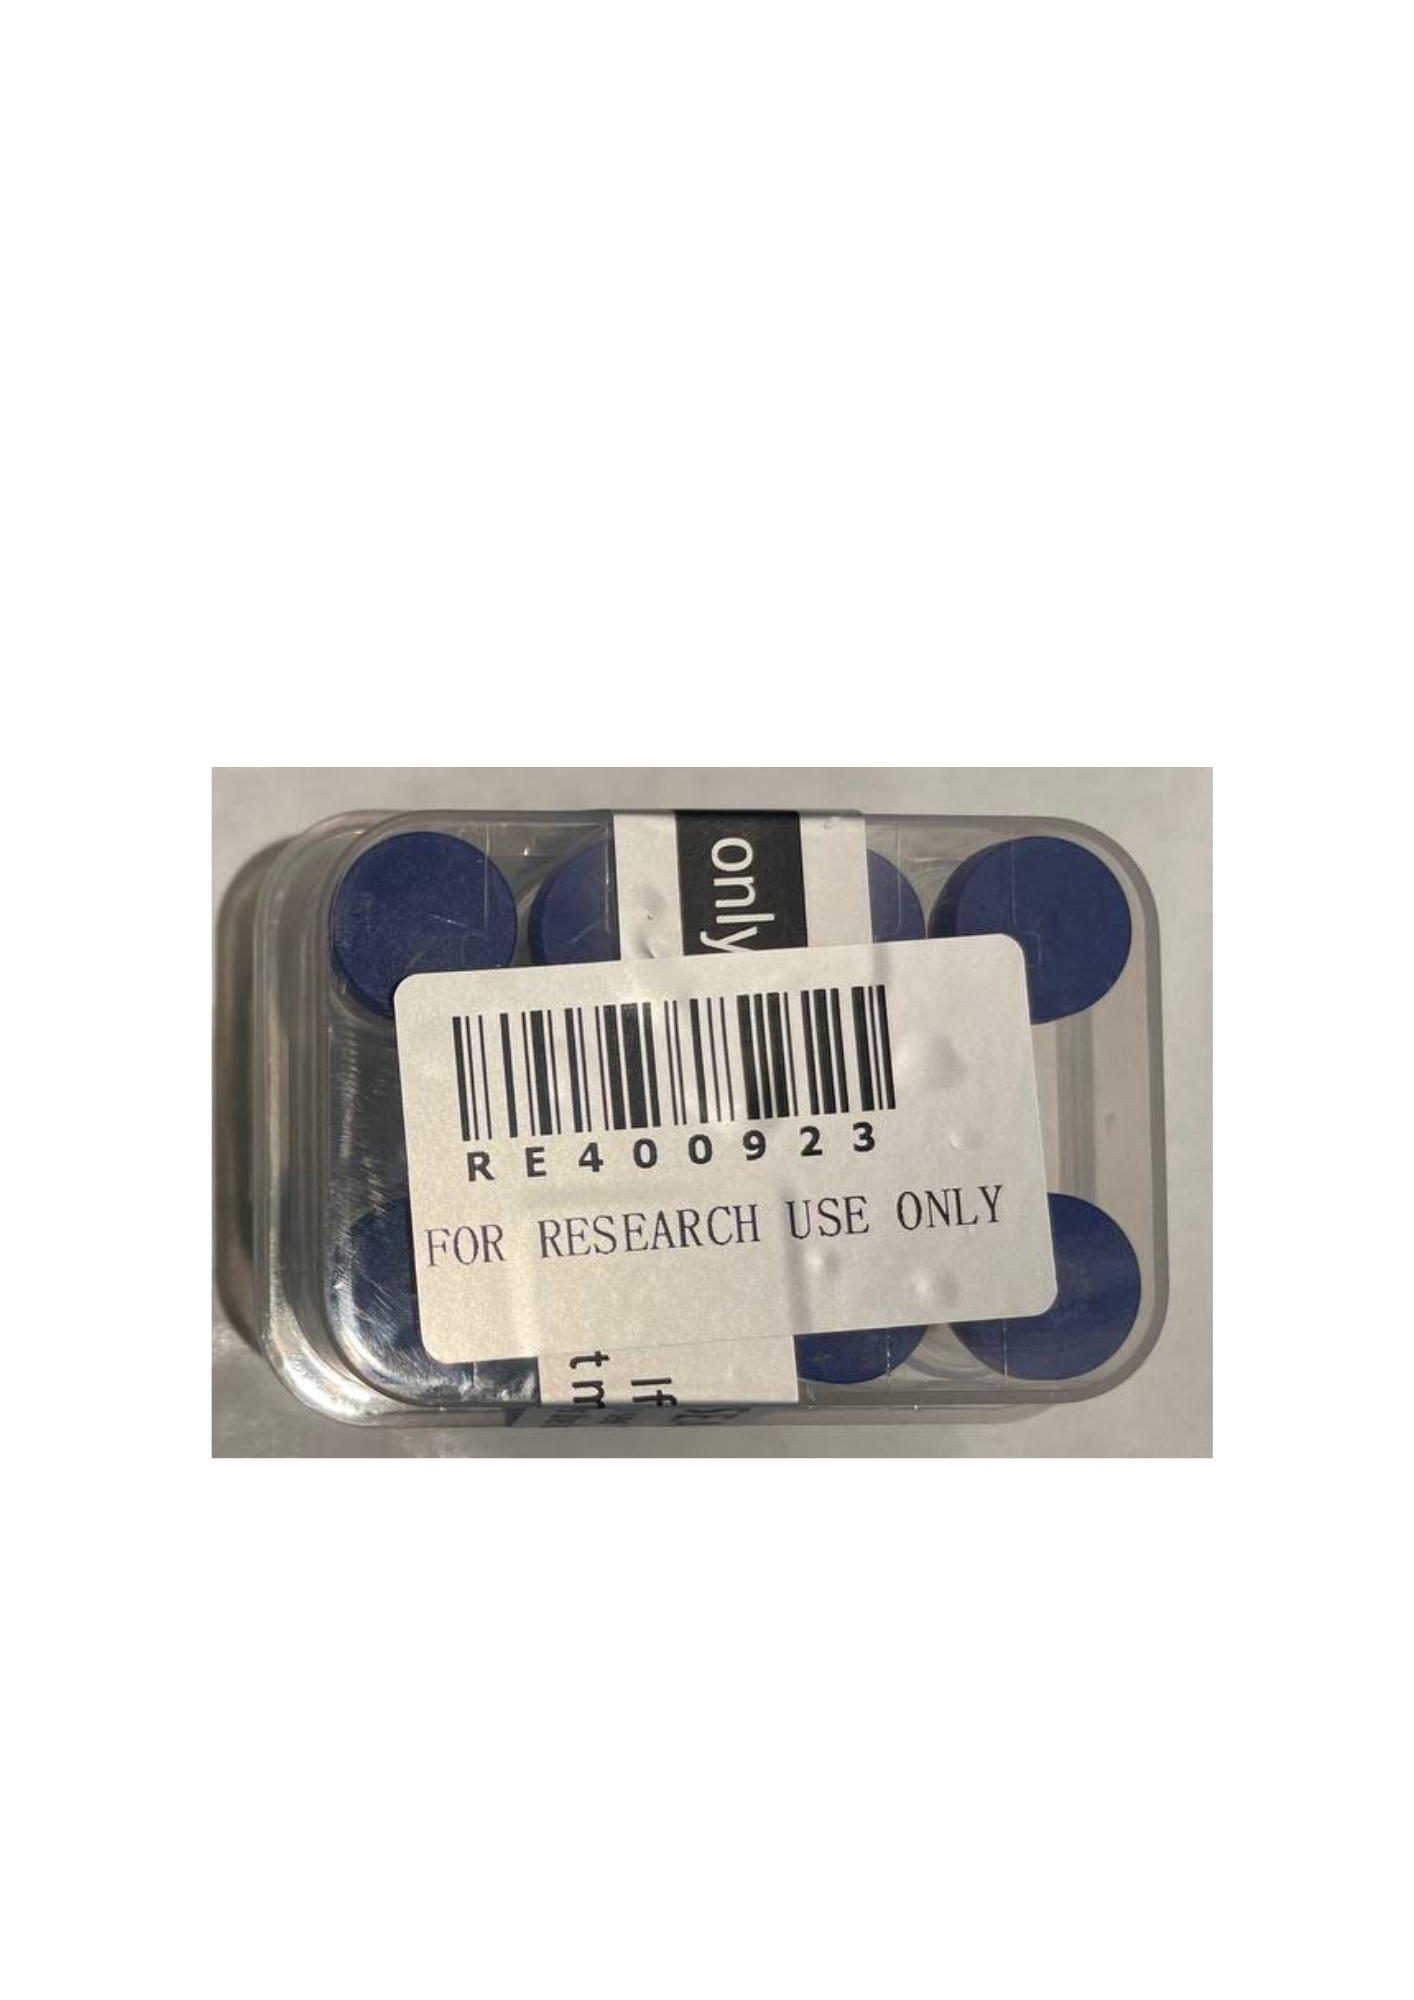 only
RE400923
FOR RESEARCH USE ONLY
If
tm